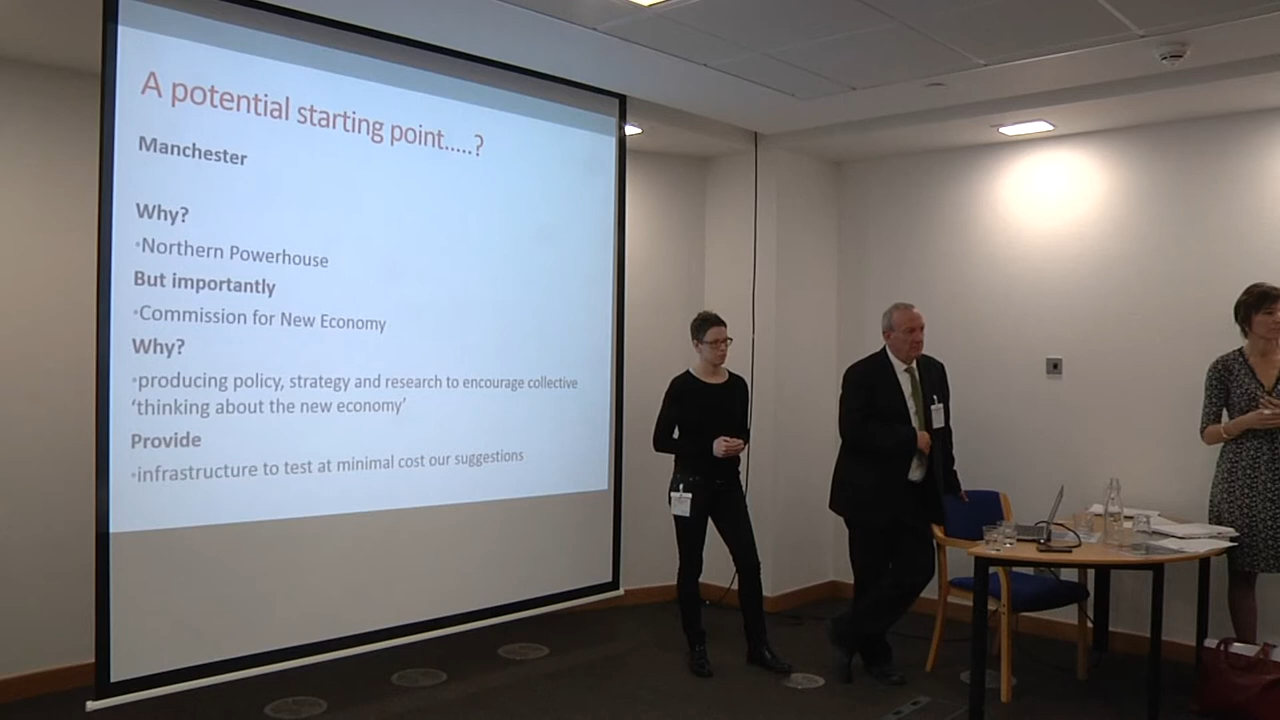 A potential starting point.....?
Manchester
Why?
•Northern Powerhouse
But importantly
•Commission for New Economy
Why?
•producing policy, strategy and research to encourage collective
‘thinking about the new economy’
Provide
•infrastructure to test at minimal cost our suggestions